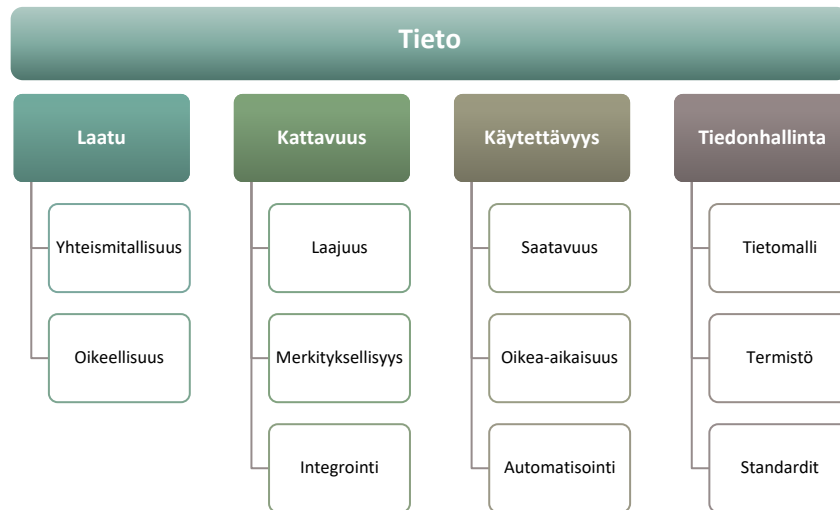 Tieto
Laatu
Kattavuus
Käytettävyys
Tiedonhallinta
Yhteismitallisuus
Laajuus
Saatavuus
Tietomalli
Oikeellisuus
Merkityksellisyys
Oikea-aikaisuus
Termistö
Integrointi
Automatisointi
Standardit